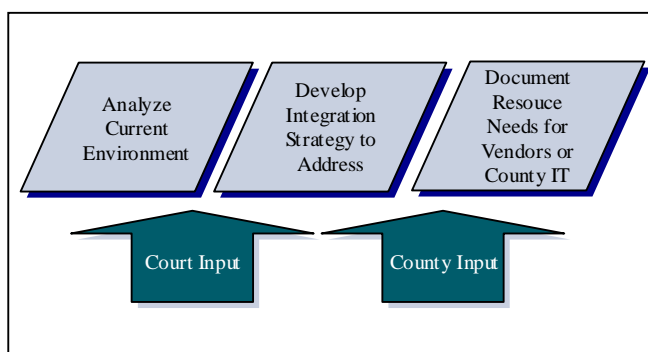 Analyze
Current
Environment
Develop
Integration
Strategy to
Address
Document
Resouce
Needs for
Vendors or
County IT
Court Input
County Input